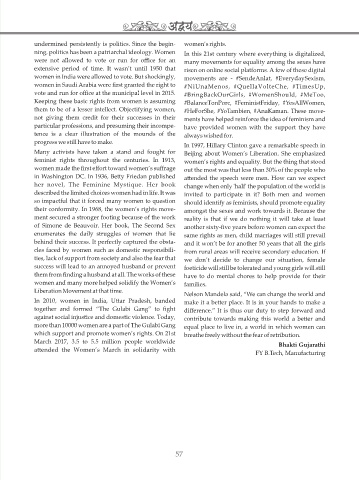 अद्वय
undermined persistently is politics. Since the begin-
ning, politics has been a patriarchal ideology. Women
were not allowed to vote or run for office for an
extensive period of time. It wasn't until 1950 that
women in India were allowed to vote. But shockingly,
women in Saudi Arabia were first granted the right to
vote and run for office at the municipal level in 2015.
Keeping these basic rights from women is assuming
them to be of a lesser intellect. Objectifying women,
not giving them credit for their successes in their
particular professions, and presuming their incompe-
tence is a clear illustration of the mounds of the
progress we still have to make.
Many activists have taken a stand and fought for
feminist rights throughout the centuries. In 1913,
women made the first effort toward women's suffrage
in Washington DC. In 1936, Betty Friedan published
her novel, The Feminine Mystique. Her book
described the limited choices women had in life. It was
so impactful that it forced many women to question
their conformity. In 1968, the women's rights move-
ment secured a stronger footing because of the work
of Simone de Beauvoir. Her book, The Second Sex
enumerates the daily struggles of women that lie
behind their success. It perfectly captured the obsta-
cles faced by women such as domestic responsibili-
ties, lack of support from society and also the fear that
success will lead to an annoyed husband or prevent
them from finding a husband at all. The works of these
women and many more helped solidify the Women's
Liberation Movement at that time.
In 2010, women in India, Uttar Pradesh, banded
together and formed "The Gulabi Gang" to fight
against social injustice and domestic violence. Today,
more than 10000 women are a part of The Gulabi Gang
which support and promote women's rights. On 21st
March 2017, 3.5 to 5.5 million people worldwide
attended the Women's March in solidarity with
women's rights.
In this 21st century where everything is digitalized,
many movements for equality among the sexes have
risen on online social platforms. A few of those digital
movements are - #SendeAnlat, #EverydaySexism,
#NiUnaMenos, #QuellaVolteChe, #TimesUp,
#BringBackOurGirls, #WomenShould, #MeToo,
#BalanceTonPorc, #FeministFriday, #YesAllWomen,
#HeForShe, #YoTambien, #AnaKaman. These move-
ments have helped reinforce the idea of feminism and
have provided women with the support they have
always wished for.
In 1997, Hillary Clinton gave a remarkable speech in
Beijing about Women's Liberation. She emphasized
women's rights and equality. But the thing that stood
out the most was that less than 30% of the people who
attended the speech were men. How can we expect
change when only 'half' the population of the world is
invited to participate in it? Both men and women
should identify as feminists, should promote equality
amongst the sexes and work towards it. Because the
reality is that if we do nothing it will take at least
another sixty-five years before women can expect the
same rights as men, child marriages will still prevail
and it won't be for another 50 years that all the girls
from rural areas will receive secondary education. If
we don't decide to change our situation, female
foeticide will still be tolerated and young girls will still
have to do menial chores to help provide for their
families.
Nelson Mandela said, "We can change the world and
make it a better place. It is in your hands to make a
difference." It is thus our duty to step forward and
contribute towards making this world a better and
equal place to live in, a world in which women can
breathe freely without the fear of retribution.
Bhakti Gujarathi
FY B.Tech, Manufacturing
57